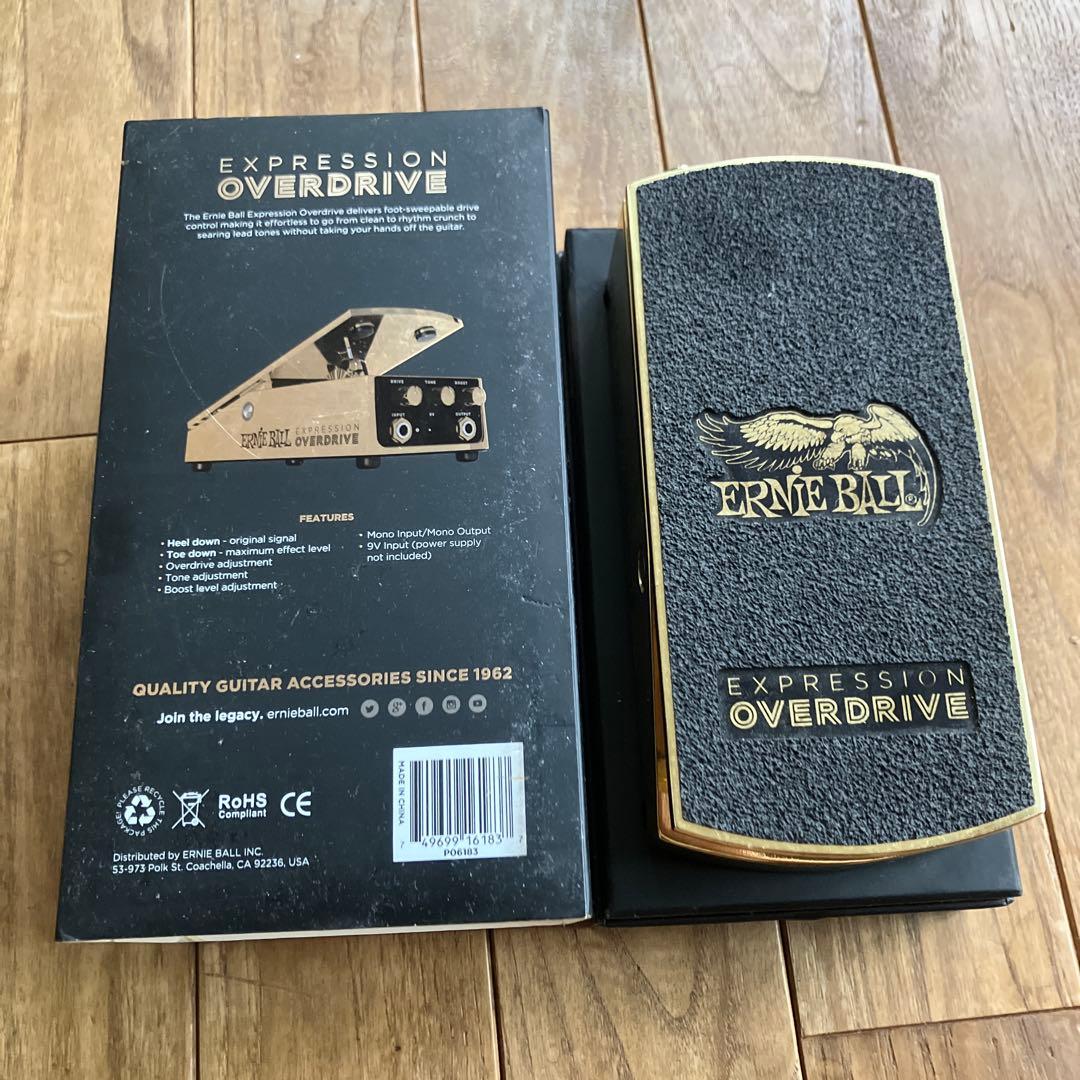 EXPRESSION
OVERDRIVE
The Ernie Ball Expression Overdrive delivers foot-sweepable drive
control making it effortless to go from clean to rhythm crunch to
searing lead tones without taking your hands off the guitar.
DRIVE TONE BOOST
INPUT 9V OUTPUT
ERNIE BALL EXPRESSION
OVERDRIVE
FEATURES
• Heel down - original signal
• Toe down - maximum effect level
• Overdrive adjustment
• Tone adjustment
• Boost level adjustment
• Mono Input/Mono Output
• 9V Input (power supply
not included)
QUALITY GUITAR ACCESSORIES SINCE 1962
Join the legacy. ernieball.com
g+ f
PLEASE RECYCLE THIS PACKAGE!
RoHS
Compliant
CE
MADE IN CHINA
7 49699 16183 7
P06183
Distributed by ERNIE BALL INC.
53-973 Polk St. Coachella, CA 92236, USA
ERNIE BALL®
EXPRESSION
OVERDRIVE